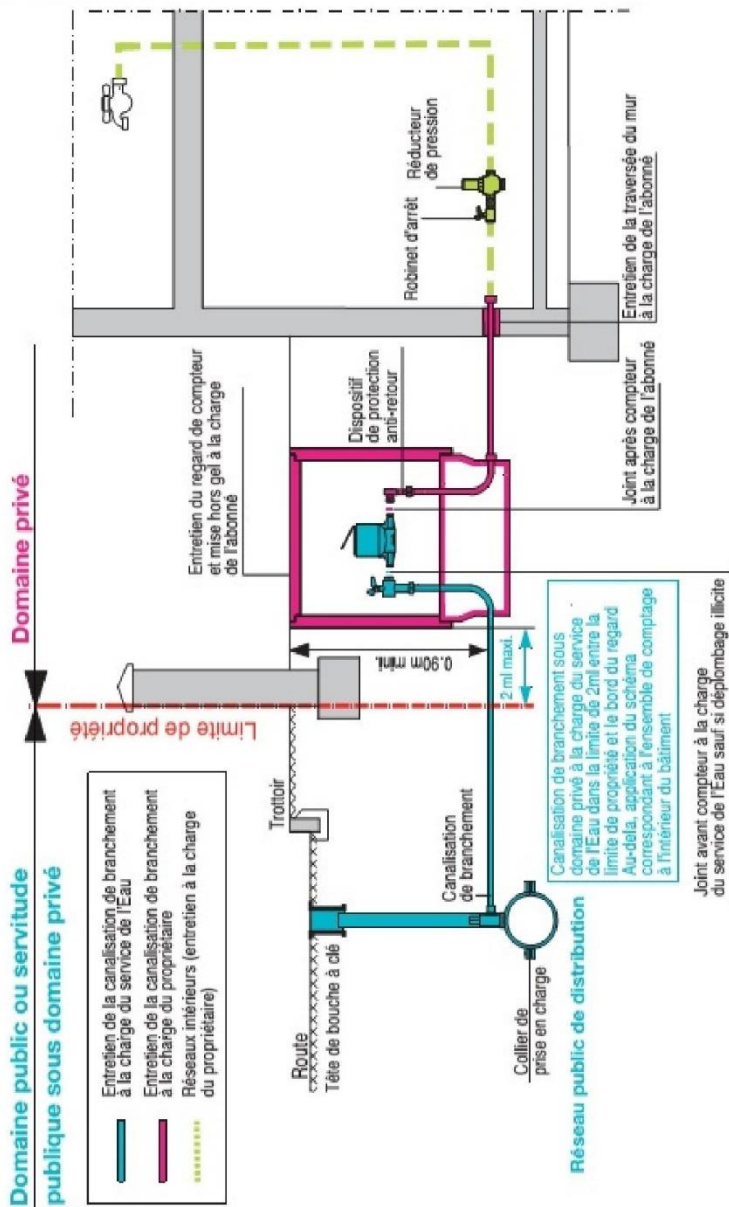 Domaine public ou servitude
publique sous domaine privé
Domaine privé
Entretien de la canalisation de branchement
à la charge du service de l'Eau
Entretien de la canalisation de branchement
à la charge du propriétaire
Réseaux intérieurs (entretien à la charge
du propriétaire)
Limite de propriété
Entretien du regard de compteur
et mise hors gel à la charge
de l'abonné
Route
Trottoir
Tête de bouche à clé
0.90m mini.
2 ml maxi.
Dispositif
de protection
anti-retour
Robinet d'arrêt
Réducteur
de pression
Canalisation
de branchement
Collier de
prise en charge
Réseau public de distribution
Canalisation de branchement sous
domaine privé à la charge du service
de l'Eau dans la limite de 2ml entre la
limite de propriété et le bord du regard
Au-dela, application du schéma
correspondant à l'ensemble de comptage
à l'intérieur du bâtiment
Joint avant compteur à la charge
du service de l'Eau sauf si déplombage illicite
Joint après compteur
à la charge de l'abonné
Entretien de la traversée du mur
à la charge de l'abonné